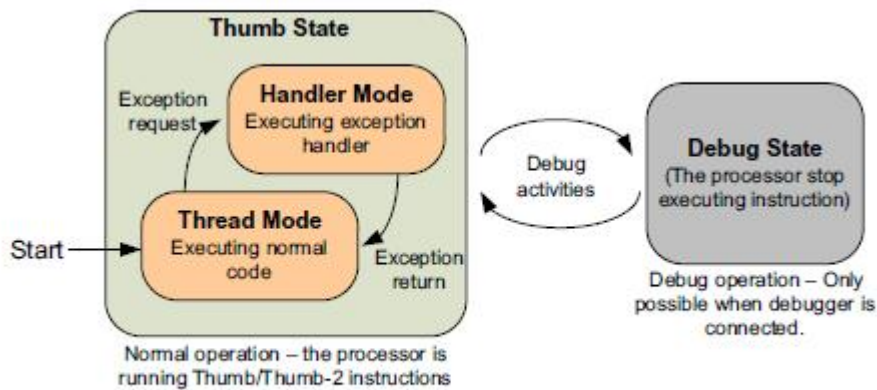 Thumb State
Exception
request
Handler Mode
Executing exception
handler
Thread Mode
Executing normal
code
Exception
return
Start
Debug
activities
Debug State
(The processor stop
executing instruction)
Normal operation – the processor is
running Thumb/Thumb-2 instructions
Debug operation – Only
possible when debugger is
connected.